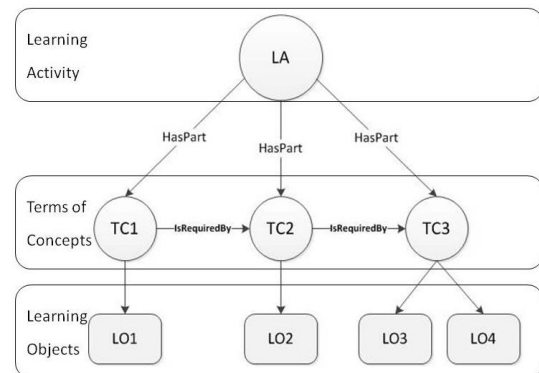 Learning
Activity
LA
HasPart
HasPart
HasPart
Terms of
Concepts
TC1
IsRequiredBy
TC2
IsRequiredBy
TC3
Learning
Objects
LO1
LO2
LO3
LO4